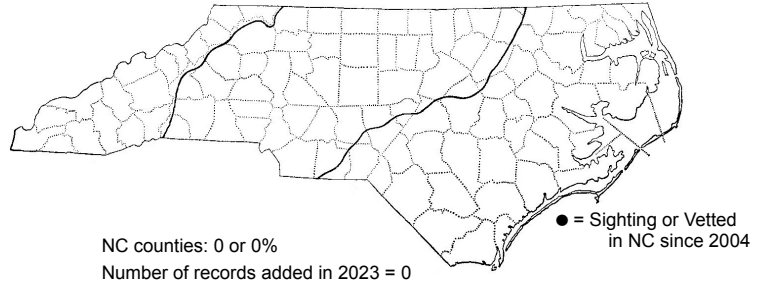 ● = Sighting or Vetted
in NC since 2004
NC counties: 0 or 0%
Number of records added in 2023 = 0